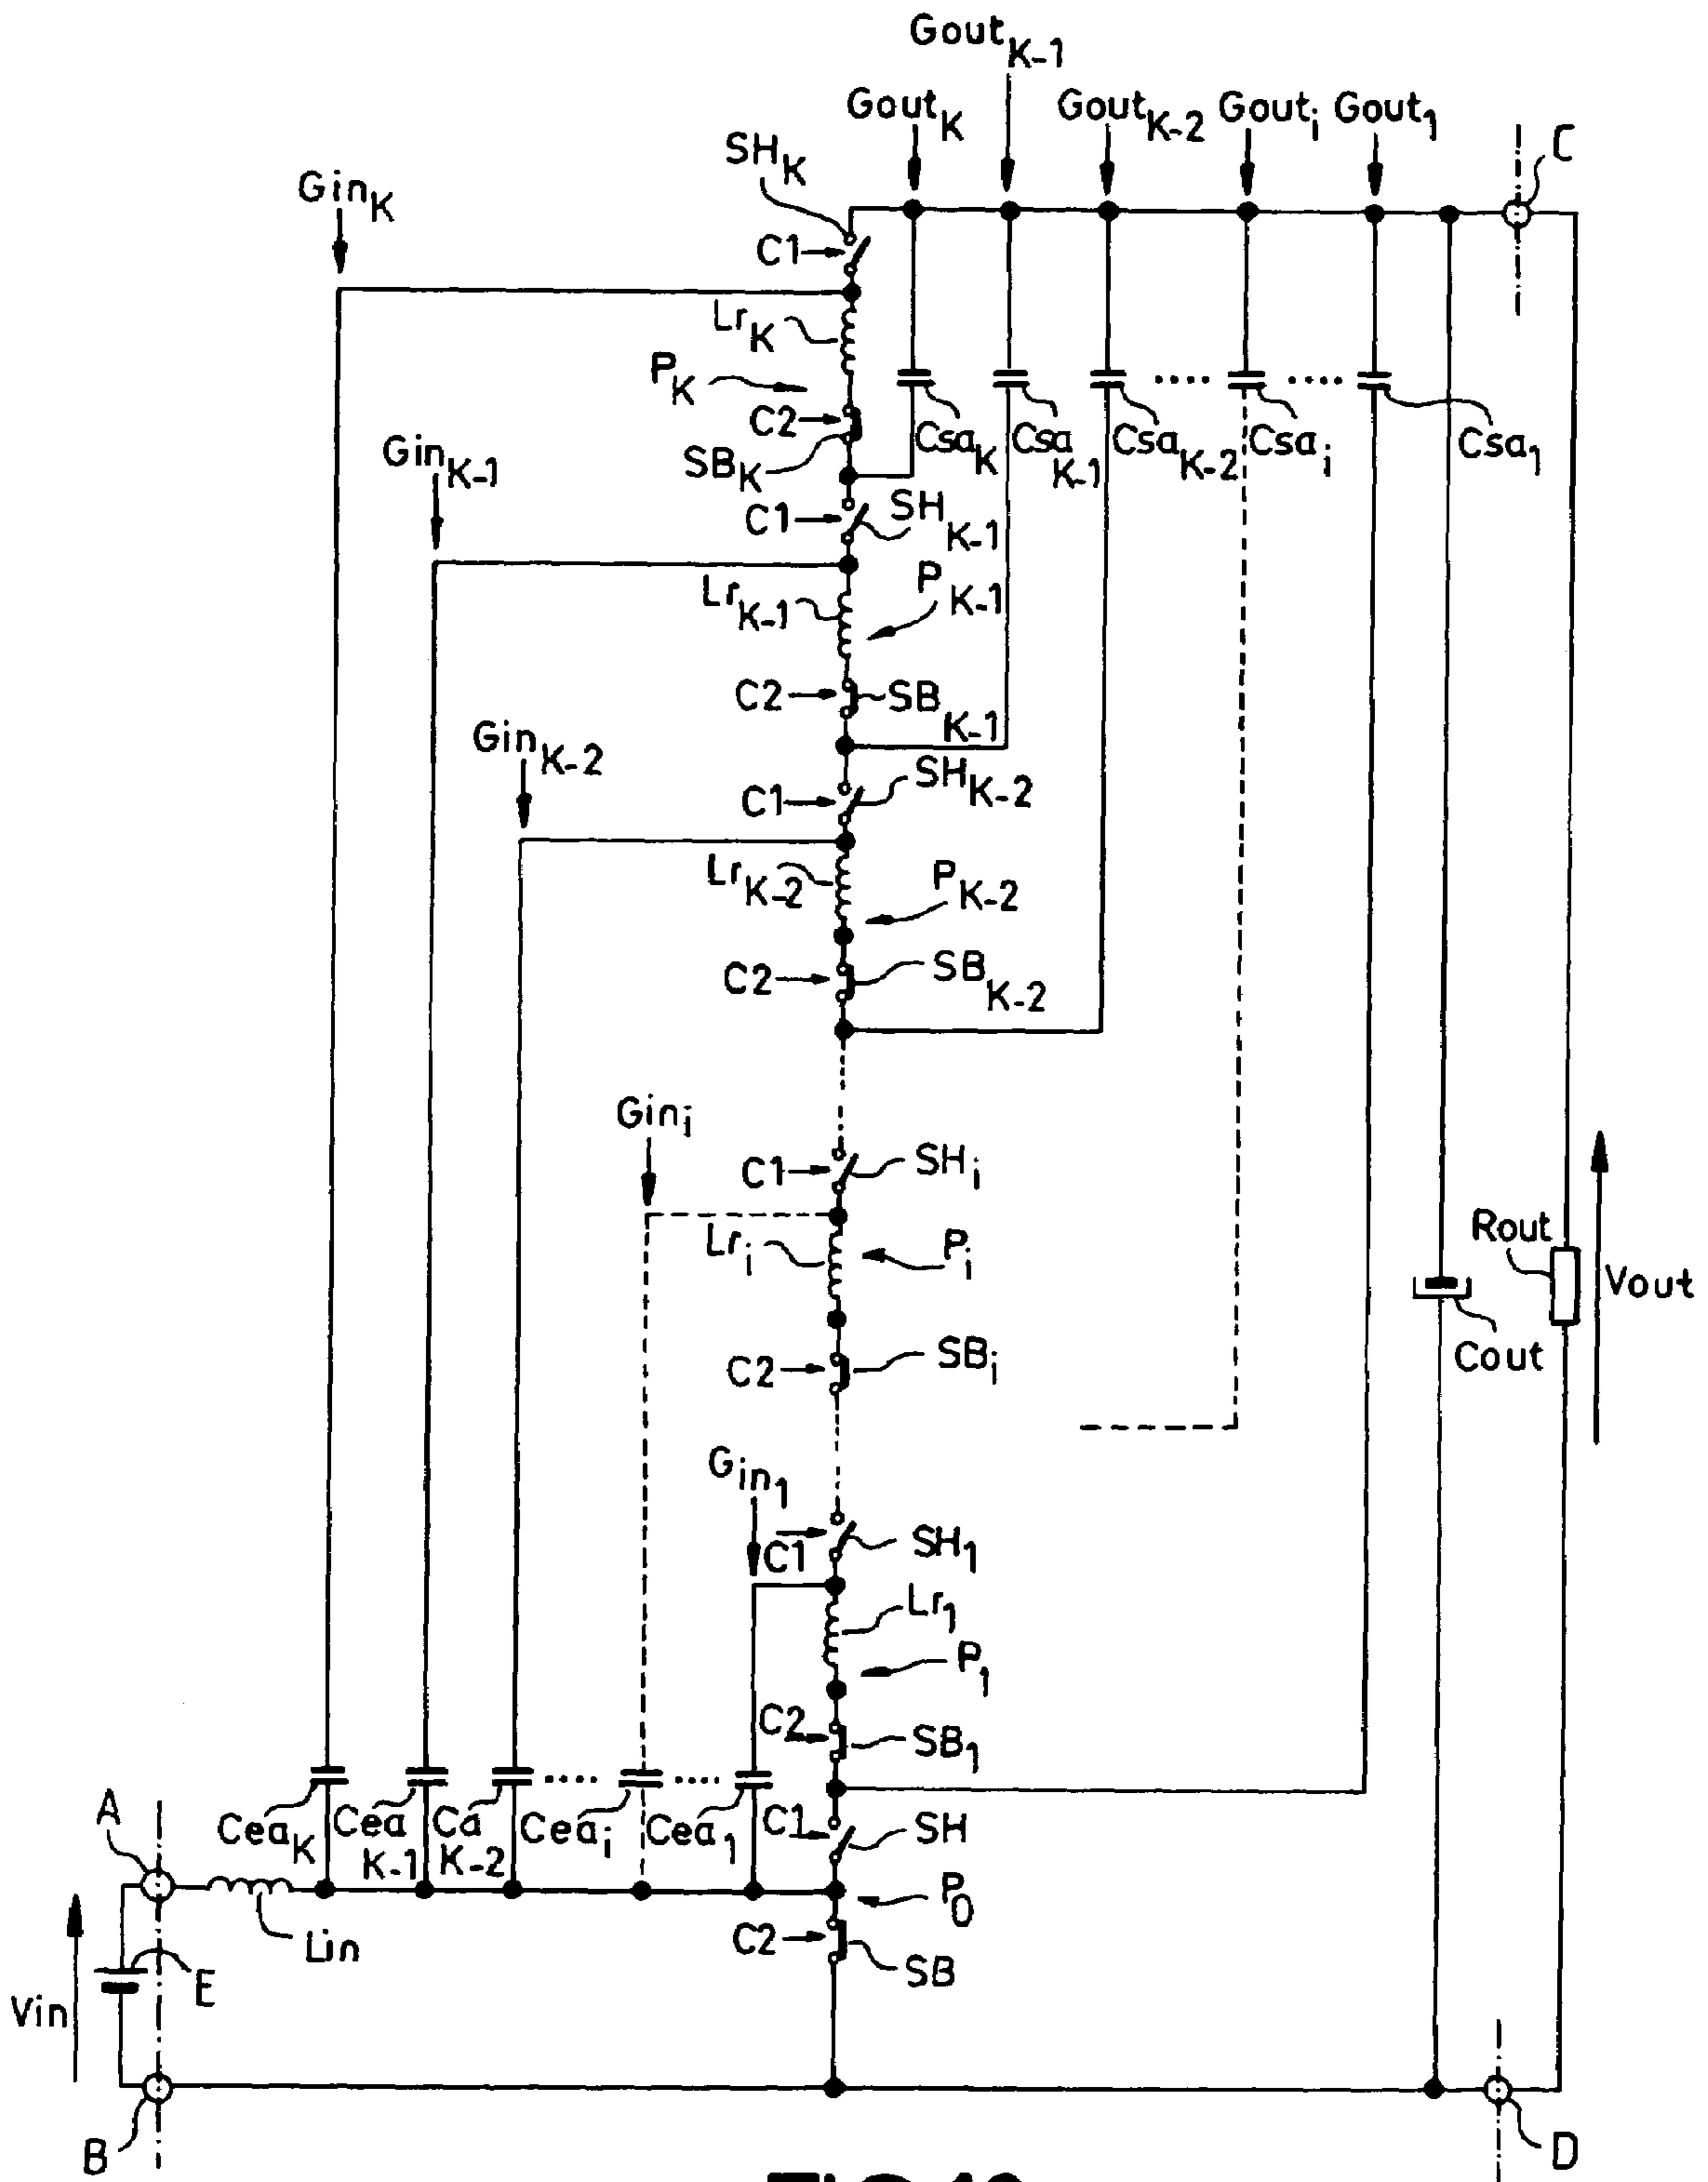 Gout K-1
Gout K
Gout K-2
Gout i
Gout 1
C
SH K
Gin K
C1
Lr K
P K
C2
SB K
Csa K
Csa K-1
Csa K-2
Csa i
Csa 1
Gin K-1
C1
SH K-1
Lr K-1
P K-1
C2
SB K-1
Gin K-2
C1
SH K-2
Lr K-2
P K-2
C2
SB K-2
Gin i
C1
SH i
Lr i
P i
Rout
Vout
C2
SB i
Cout
Gin 1
C1
SH 1
Lr 1
P 1
C2
SB 1
A
Cea K
Cea K-1
Ca K-2
Cea i
Cea 1
C1
SH
P 0
Lin
C2
SB
E
Vin
B
D